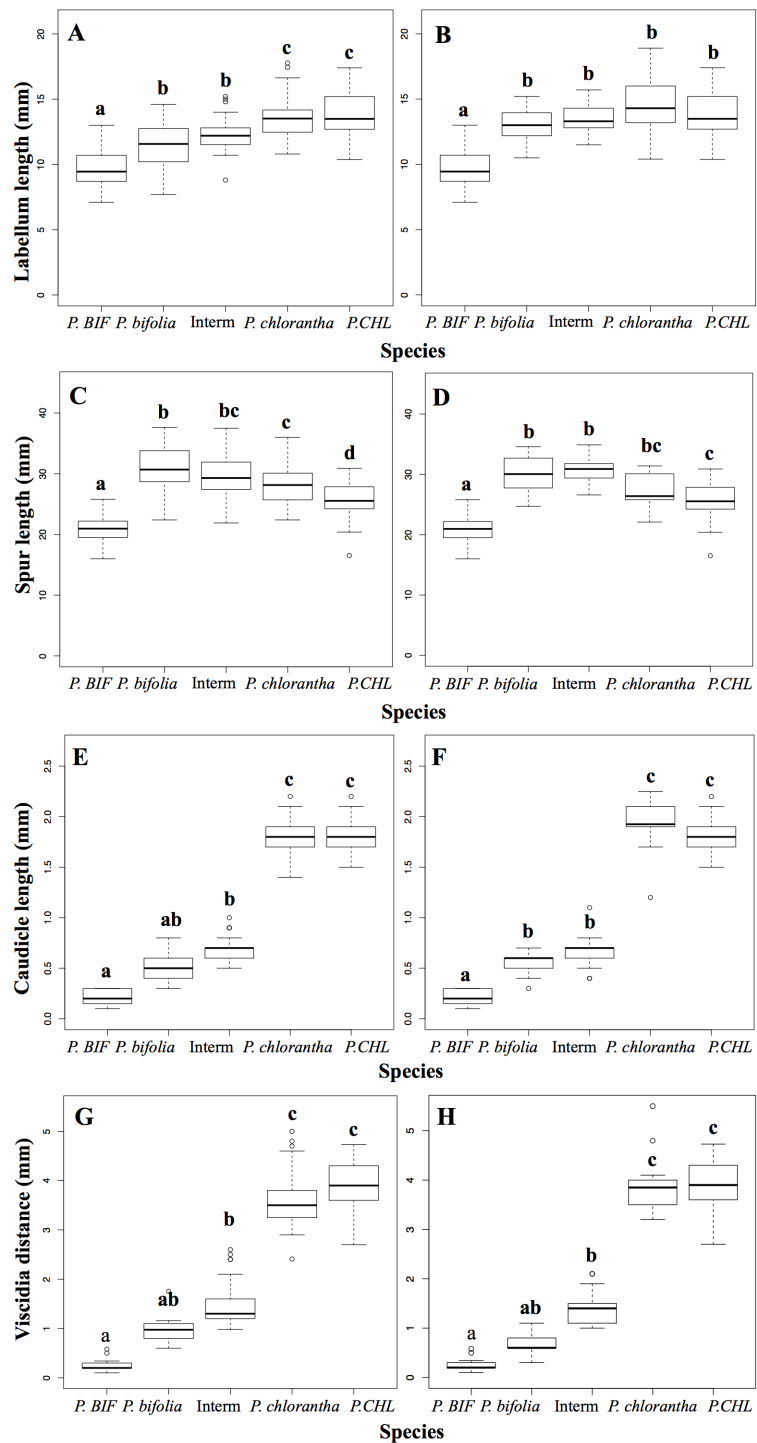 A
B
Labellum length (mm)
0 5 10 15 20
0 5 10 15 20
a b b c c
a b b b b
P. BIF P. bifolia Interm P. chlorantha P.CHL
P. BIF P. bifolia Interm P. chlorantha P.CHL
Species
C
D
Spur length (mm)
0 10 20 30 40
0 10 20 30 40
a b bc c d
a b b bc c
P. BIF P. bifolia Interm P. chlorantha P.CHL
P. BIF P. bifolia Interm P. chlorantha P.CHL
Species
E
F
Caudicle length (mm)
0.0 0.5 1.0 1.5 2.0 2.5
0.0 0.5 1.0 1.5 2.0 2.5
a ab b c c
a b b c c
P. BIF P. bifolia Interm P. chlorantha P.CHL
P. BIF P. bifolia Interm P. chlorantha P.CHL
Species
G
H
Viscidia distance (mm)
0 1 2 3 4 5
0 1 2 3 4 5
a ab b c c
a ab b c c
P. BIF P. bifolia Interm P. chlorantha P.CHL
P. BIF P. bifolia Interm P. chlorantha P.CHL
Species